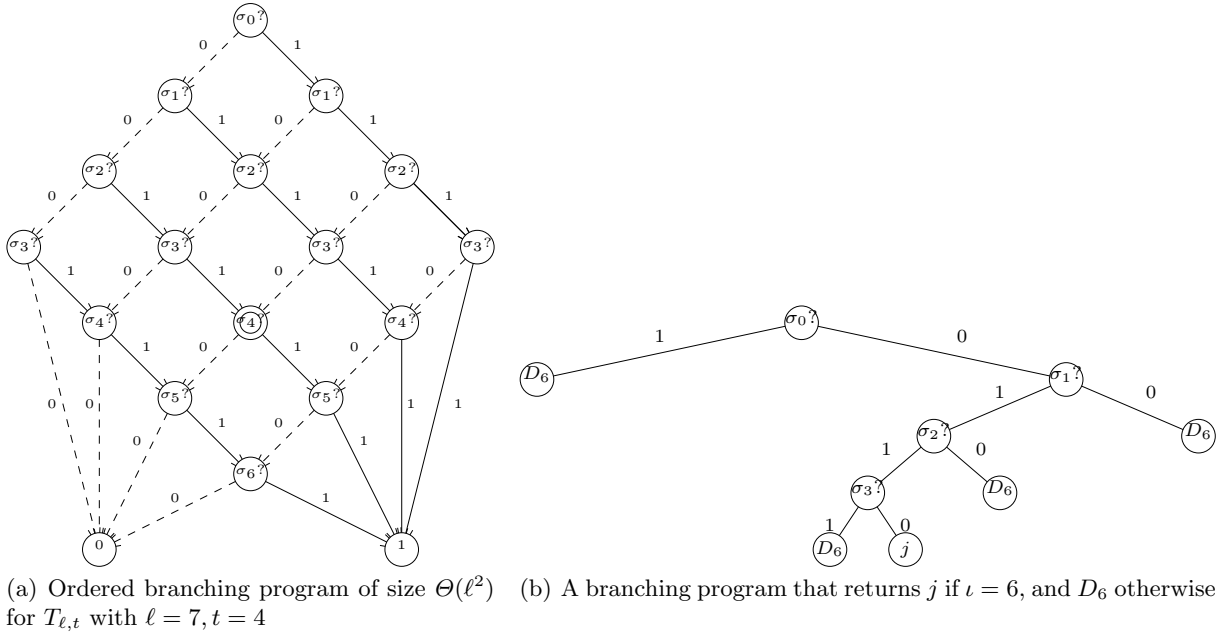 σ0?
0 1
σ1? σ1?
0 1 0 1
σ2? σ2? σ2?
0 1 0 1 0 1
σ3? σ3? σ3? σ3?
1 0 1 0 1 0
σ4? σ4? σ4?
1 0 1 0
σ5? σ5?
0 0 0 1 0 1 1 1
σ6?
0 1
0 1
(a) Ordered branching program of size Θ(ℓ²)
for Tℓ,t with ℓ = 7, t = 4
σ0?
1 0
D6 σ1?
1 0
σ2? D6
1 0
σ3? D6
1 0
D6 j
(b) A branching program that returns j if ι = 6, and D6 otherwise